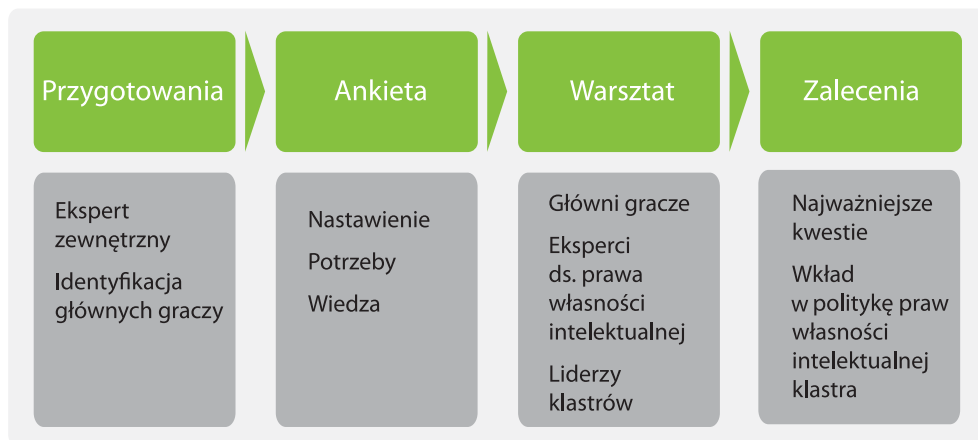 Przygotowania
Ankieta
Warsztat
Zalecenia
Ekspert
zewnętrzny
Identyfikacja
głównych graczy
Nastawienie
Potrzeby
Wiedza
Główni gracze
Eksperci
ds. prawa
własności
intelektualnej
Liderzy
klastrów
Najważniejsze
kwestie
Wkład
w politykę praw
własności
intelektualnej
klastra